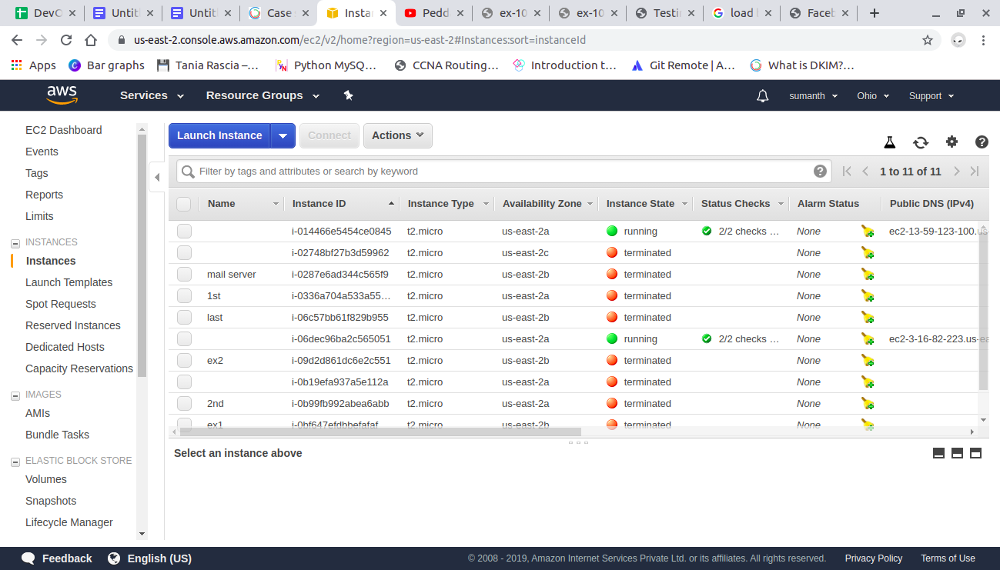 DevO Untit Untit Case s Insta Pedd ex-10 ex-10 Testin load b Faceb
us-east-2.console.aws.amazon.com/ec2/v2/home?region=us-east-2#Instances:sort=instanceId
Apps Bar graphs Tania Rascia –... Python MySQ... CCNA Routing... Introduction t... Git Remote | A... What is DKIM?...
aws Services Resource Groups sumanth Ohio Support
EC2 Dashboard
Events
Tags
Reports
Limits
INSTANCES
Instances
Launch Templates
Spot Requests
Reserved Instances
Dedicated Hosts
Capacity Reservations
IMAGES
AMIs
Bundle Tasks
ELASTIC BLOCK STORE
Volumes
Snapshots
Lifecycle Manager
Launch Instance Connect Actions
Filter by tags and attributes or search by keyword 1 to 11 of 11
Name Instance ID Instance Type Availability Zone Instance State Status Checks Alarm Status Public DNS (IPv4)
i-014466e5454ce0845 t2.micro us-east-2a running 2/2 checks ... None ec2-13-59-123-100.us-
i-02748bf27b3d59962 t2.micro us-east-2c terminated None
mail server i-0287e6ad344c565f9 t2.micro us-east-2b terminated None
1st i-0336a704a533a55... t2.micro us-east-2a terminated None
last i-06c57bb61f829b955 t2.micro us-east-2b terminated None
i-06dec96ba2c565051 t2.micro us-east-2a running 2/2 checks ... None ec2-3-16-82-223.us-ea
ex2 i-09d2d861dc6e2c551 t2.micro us-east-2b terminated None
i-0b19efa937a5e112a t2.micro us-east-2a terminated None
2nd i-0b99fb992abea6abb t2.micro us-east-2a terminated None
ex1 i-0bf647efdbbefafaf t2.micro us-east-2b terminated None
Select an instance above
Feedback English (US) © 2008 - 2019, Amazon Internet Services Private Ltd. or its affiliates. All rights reserved. Privacy Policy Terms of Use